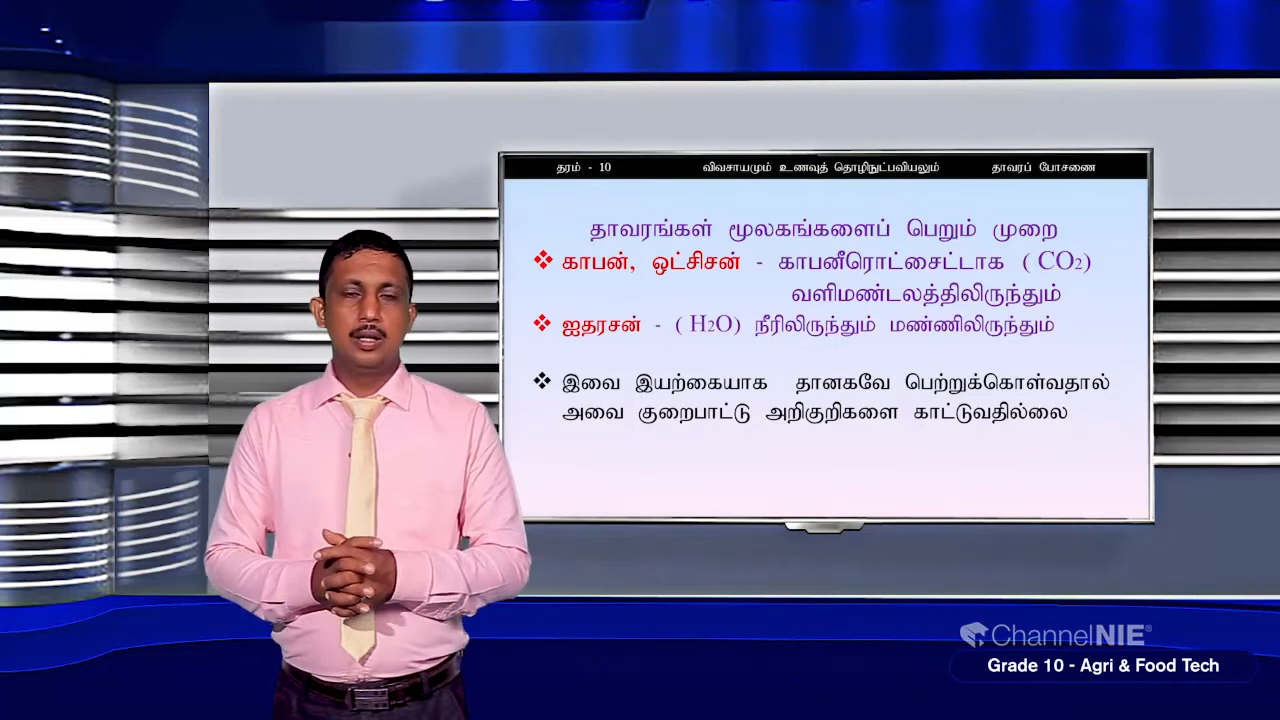 தரம் - 10 விவசாயமும் உணவுத் தொழிநுட்பவியலும் தாவரப் போசணை
தாவரங்கள் மூலகங்களைப் பெறும் முறை
❖ காபன், ஒட்சிசன் - காபனீரொட்சைட்டாக ( CO2)
வளிமண்டலத்திலிருந்தும்
❖ ஐதரசன் - ( H2O) நீரிலிருந்தும் மண்ணிலிருந்தும்
❖ இவை இயற்கையாக தானகவே பெற்றுக்கொள்வதால்
அவை குறைபாட்டு அறிகுறிகளை காட்டுவதில்லை
ChannelNIE®
Grade 10 - Agri & Food Tech